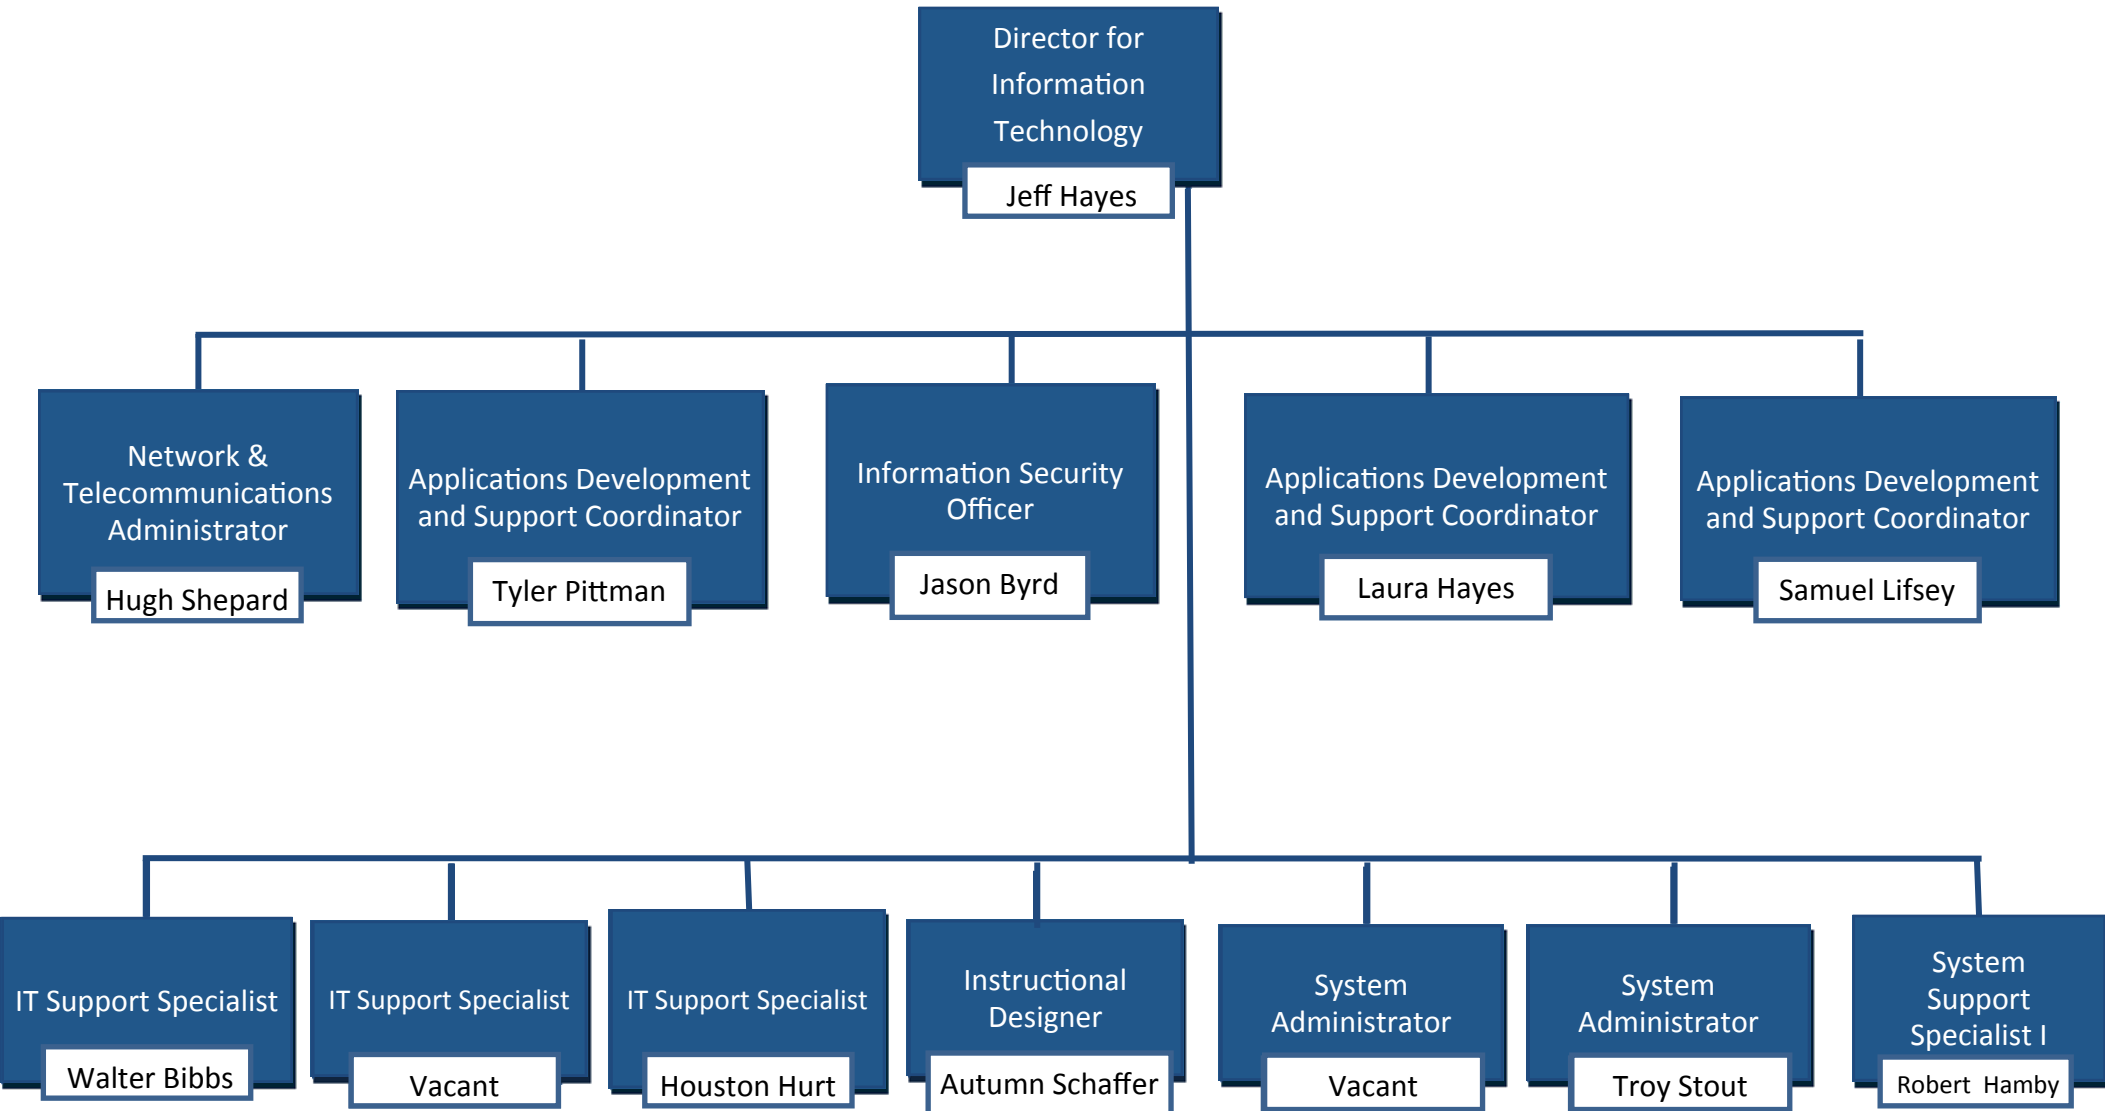 Director for
Information
Technology
Jeff Hayes
Network &
Telecommunications
Administrator
Hugh Shepard
Applications Development
and Support Coordinator
Tyler Pittman
Information Security
Officer
Jason Byrd
Applications Development
and Support Coordinator
Laura Hayes
Applications Development
and Support Coordinator
Samuel Lifsey
IT Support Specialist
Walter Bibbs
IT Support Specialist
Vacant
IT Support Specialist
Houston Hurt
Instructional
Designer
Autumn Schaffer
System
Administrator
Vacant
System
Administrator
Troy Stout
System
Support
Specialist I
Robert Hamby